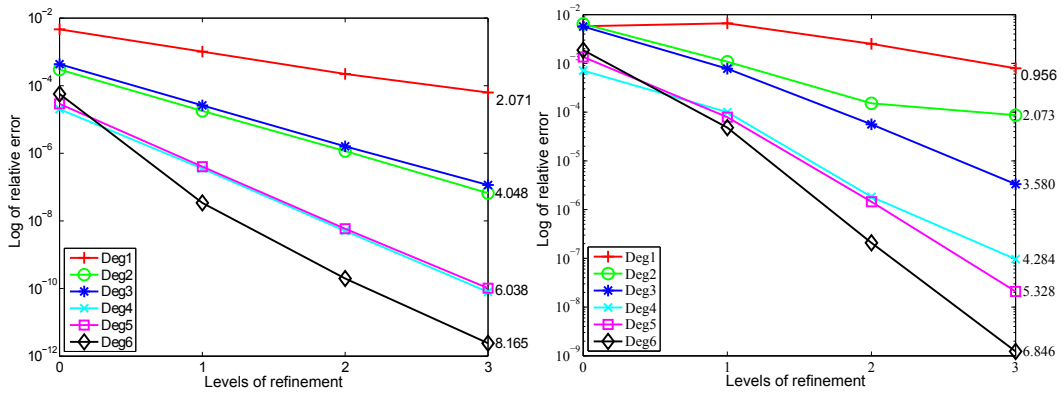 10⁻²
10⁻⁴
10⁻⁶
10⁻⁸
10⁻¹⁰
10⁻¹²
Log of relative error
0
1
2
3
Levels of refinement
Deg1
Deg2
Deg3
Deg4
Deg5
Deg6
2.071
4.048
6.038
8.165
10⁻²
10⁻³
10⁻⁴
10⁻⁵
10⁻⁶
10⁻⁷
10⁻⁸
10⁻⁹
Log of relative error
0
1
2
3
Levels of refinement
Deg1
Deg2
Deg3
Deg4
Deg5
Deg6
0.956
2.073
3.580
4.284
5.328
6.846